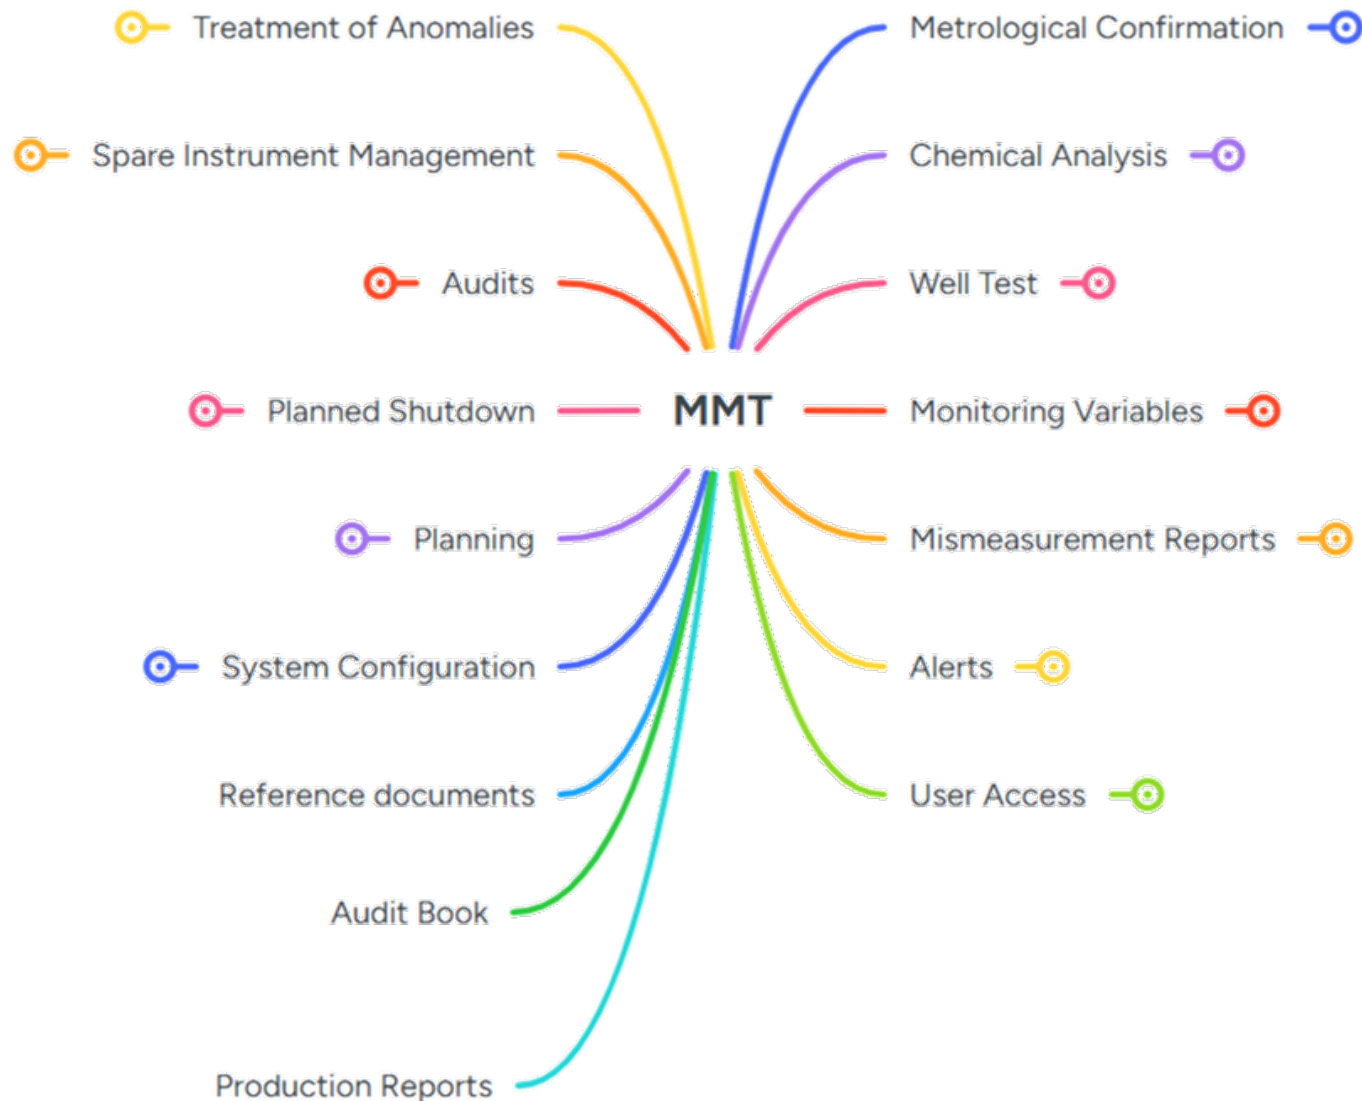 Treatment of Anomalies
Metrological Confirmation
Spare Instrument Management
Chemical Analysis
Audits
Well Test
Planned Shutdown
MMT
Monitoring Variables
Planning
Mismeasurement Reports
System Configuration
Alerts
Reference documents
User Access
Audit Book
Production Reports